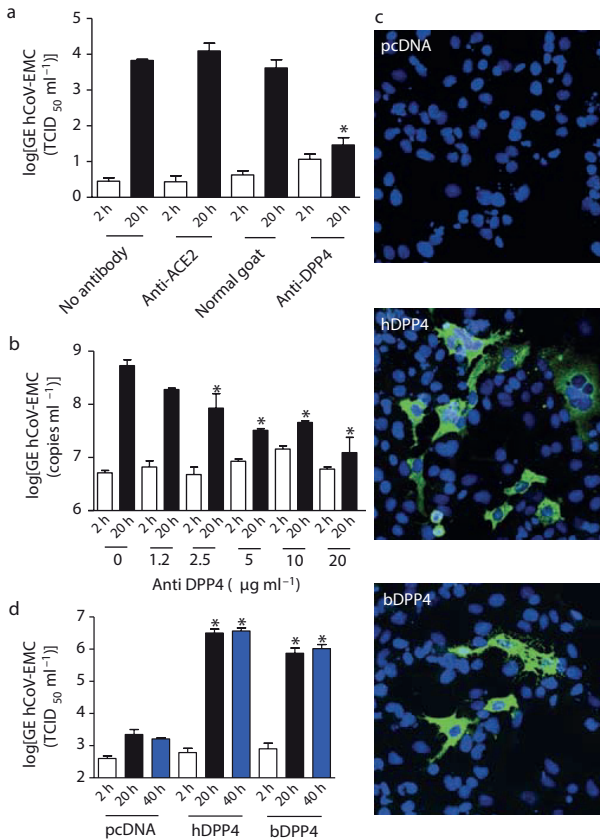 a
log[GE hCoV-EMC
(TCID 50 ml −1)]
5
4
3
2
1
0
2 h
20 h
2 h
20 h
2 h
20 h
2 h
20 h
*
No antibody
Anti-ACE2
Normal goat
Anti-DPP4
b
log[GE hCoV-EMC
(copies ml −1)]
9
8
7
6
* * * *
2 h
20 h
2 h
20 h
2 h
20 h
2 h
20 h
2 h
20 h
2 h
20 h
0 1.2 2.5 5 10 20
Anti DPP4 ( μg ml −1)
d
log[GE hCoV-EMC
(TCID 50 ml −1)]
7
6
5
4
3
2
* * * *
2 h
20 h
40 h
2 h
20 h
40 h
2 h
20 h
40 h
pcDNA hDPP4 bDPP4
c
pcDNA
hDPP4
bDPP4